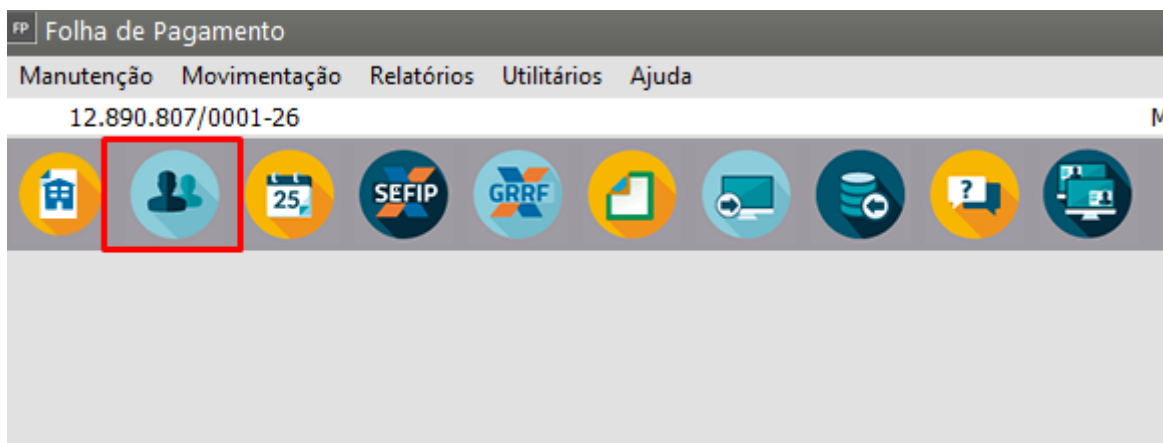 FP Folha de Pagamento
Manutenção Movimentação Relatórios Utilitários Ajuda
12.890.807/0001-26 M
25 SEFIP GRRF ?